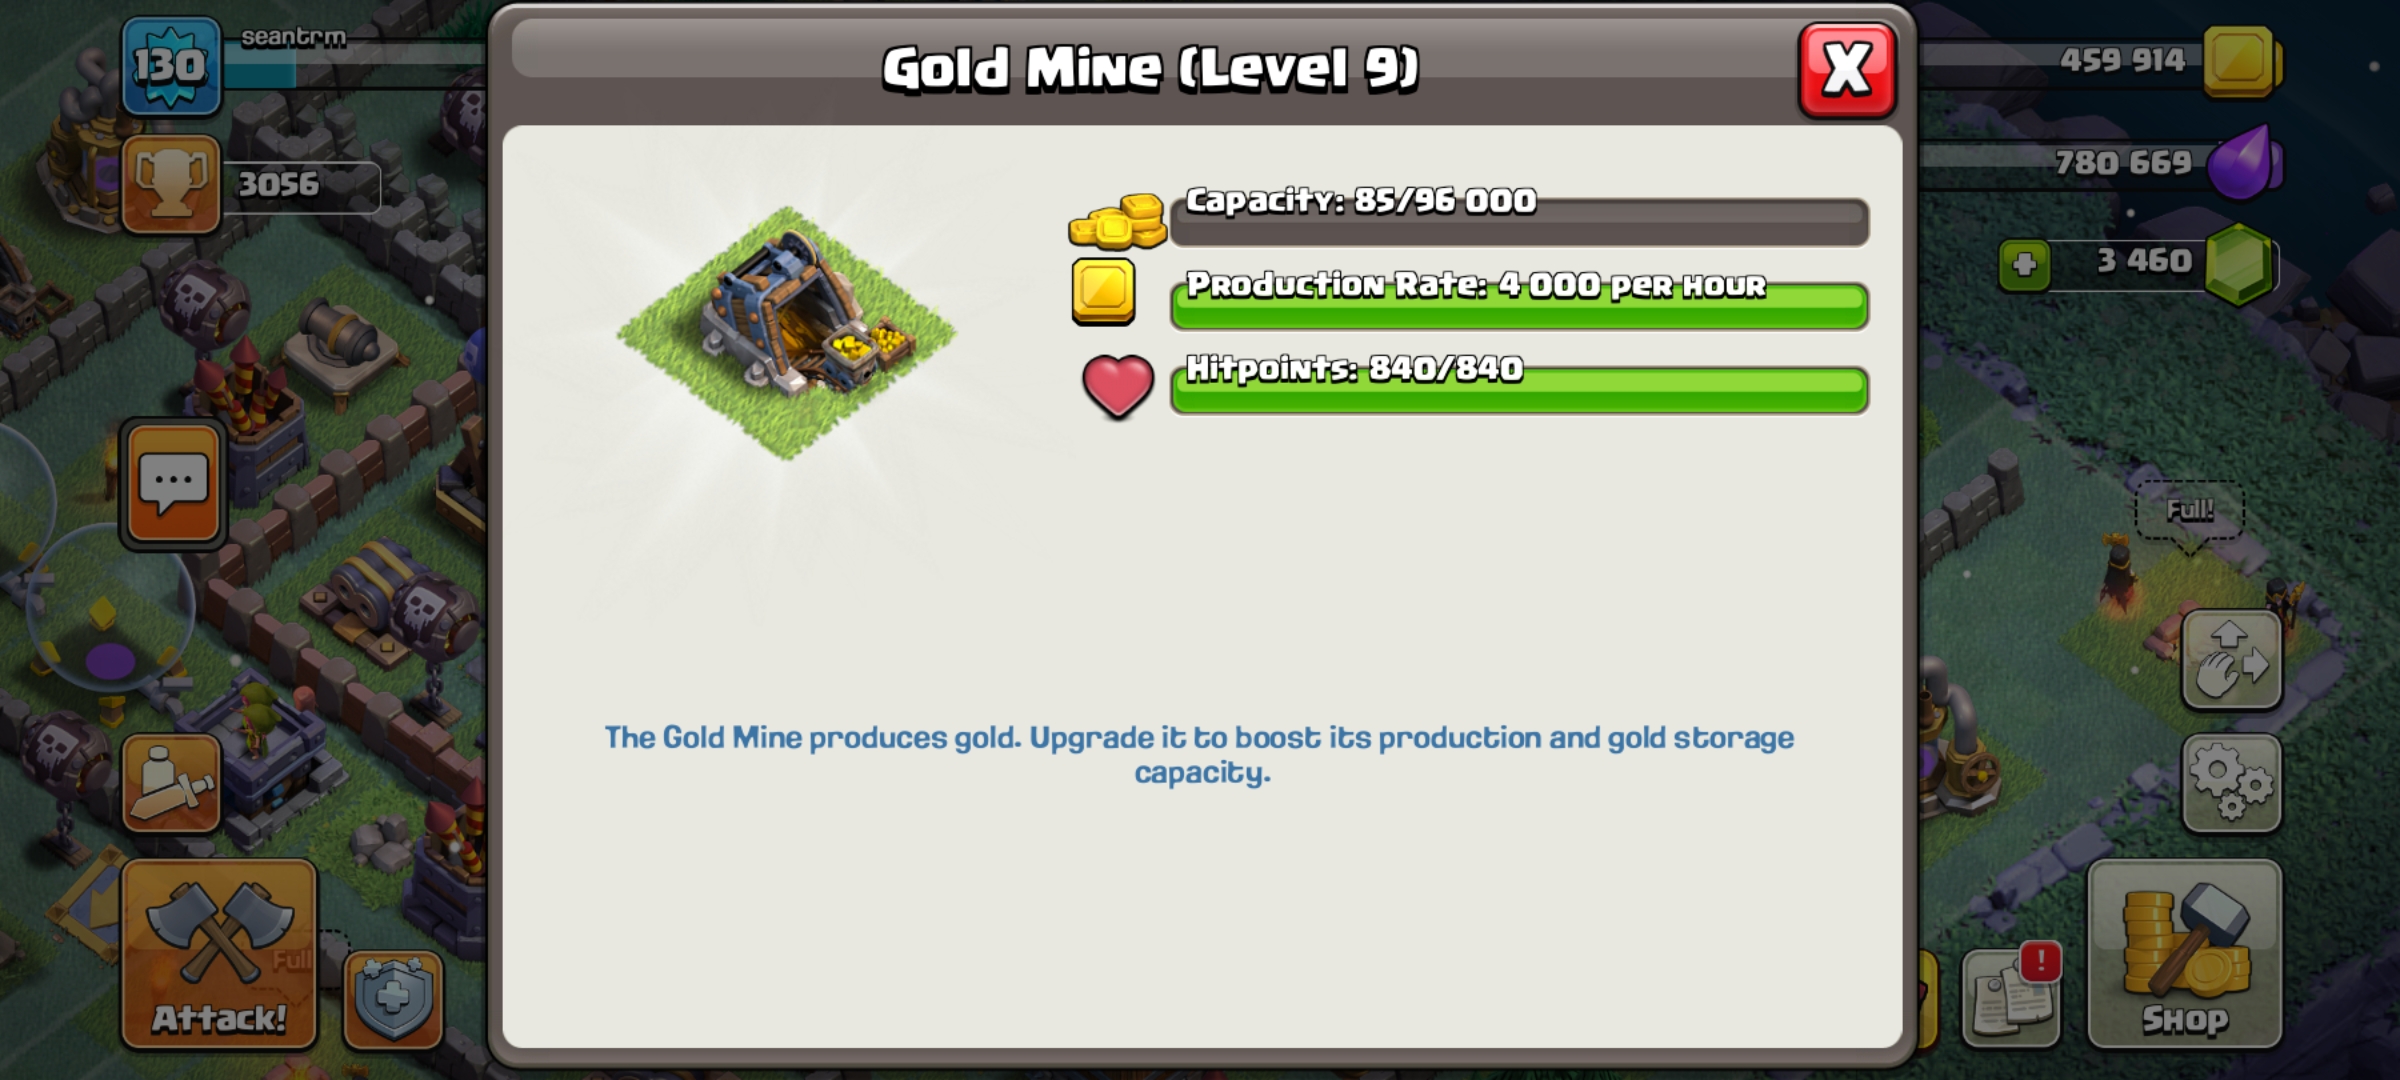 130
seantrm
Gold Mine (Level 9)
X
459 914
3056
Capacity: 85/96 000
780 669
Production Rate: 4 000 per hour
3 460
Hitpoints: 840/840
Full!
The Gold Mine produces gold. Upgrade it to boost its production and gold storage
capacity.
Full
!
Attack!
Shop